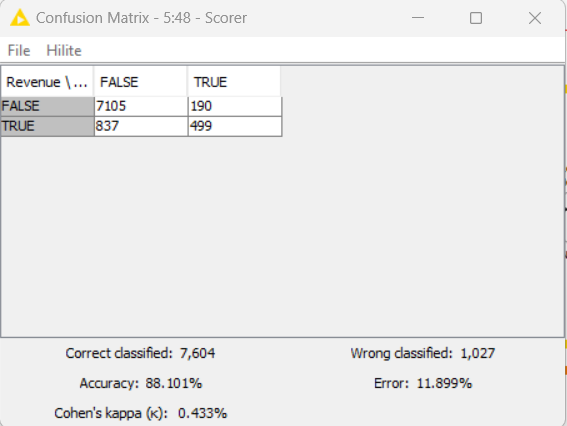 Confusion Matrix - 5:48 - Scorer
File Hilite
Revenue \ ... FALSE TRUE
FALSE 7105 190
TRUE 837 499
Correct classified: 7,604 Wrong classified: 1,027
Accuracy: 88.101% Error: 11.899%
Cohen's kappa (κ): 0.433%